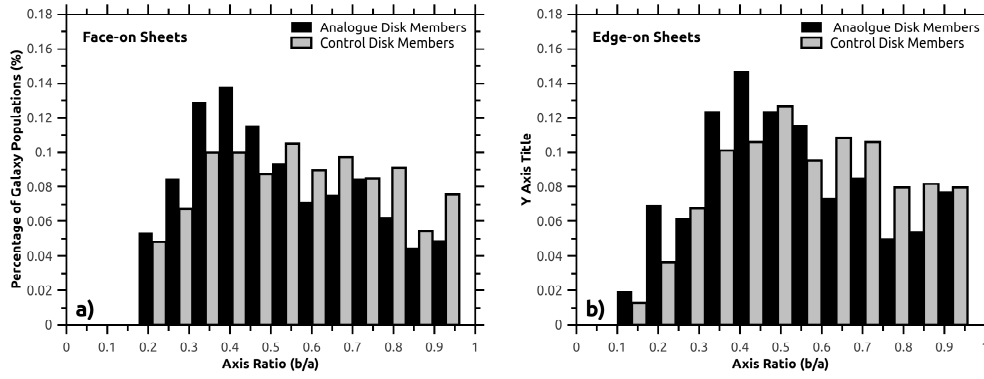 Percentage of Galaxy Populations (%)
0.18
0.16
0.14
0.12
0.1
0.08
0.06
0.04
0.02
0
Face-on Sheets
Analogue Disk Members
Control Disk Members
a)
0 0.1 0.2 0.3 0.4 0.5 0.6 0.7 0.8 0.9 1
Axis Ratio (b/a)
Y Axis Title
0.18
0.16
0.14
0.12
0.1
0.08
0.06
0.04
0.02
0
Edge-on Sheets
Anaolgue Disk Members
Control Disk Members
b)
0 0.1 0.2 0.3 0.4 0.5 0.6 0.7 0.8 0.9 1
Axis Ratio (b/a)